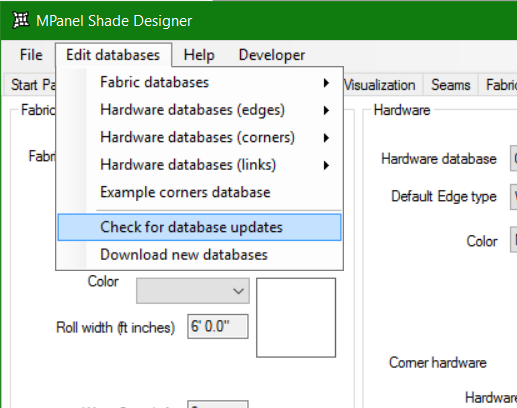 MPanel Shade Designer
File Edit databases Help Developer
Start Pa Visualization Seams Fabri
Fabric databases
Hardware databases (edges)
Hardware databases (corners)
Hardware databases (links)
Example corners database
Check for database updates
Download new databases
Fabric
Fab
Color
Roll width (ft inches) 6' 0.0"
Hardware
Hardware database
Default Edge type
Color
Corner hardware
Hardware